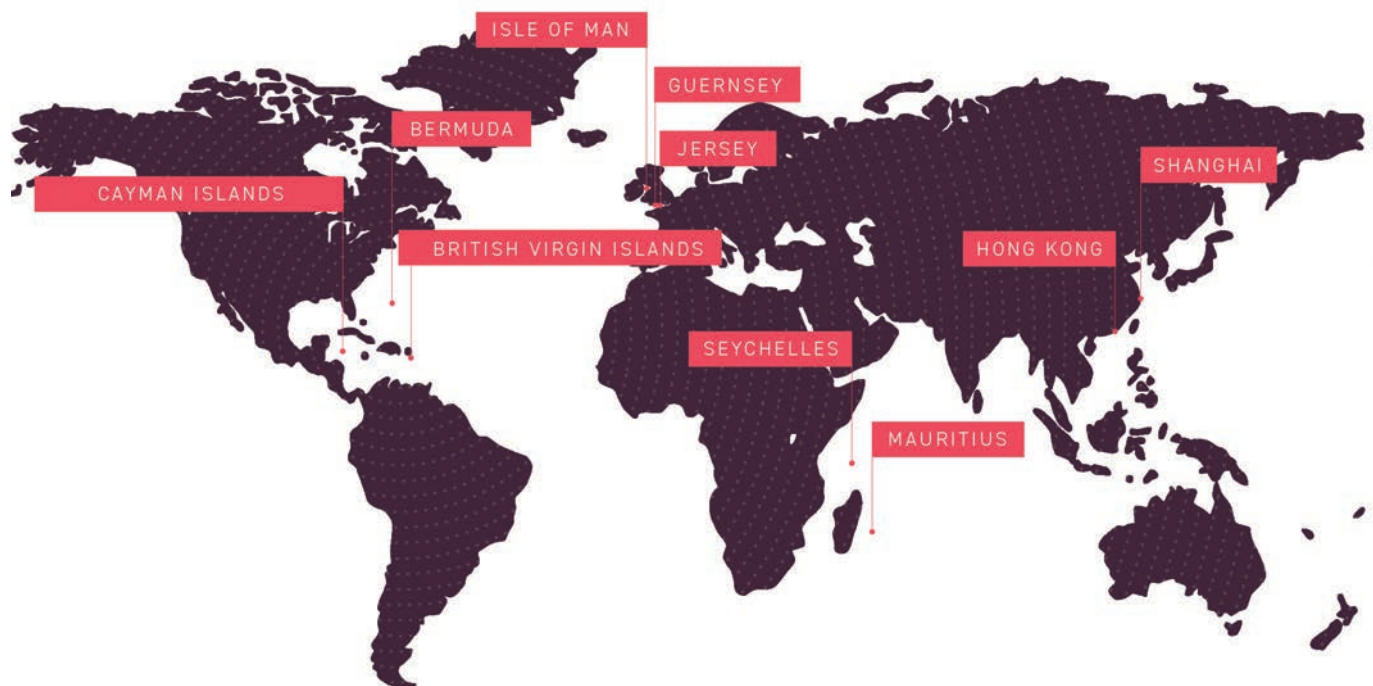 ISLE OF MAN
GUERNSEY
BERMUDA
JERSEY
SHANGHAI
CAYMAN ISLANDS
BRITISH VIRGIN ISLANDS
HONG KONG
SEYCHELLES
MAURITIUS